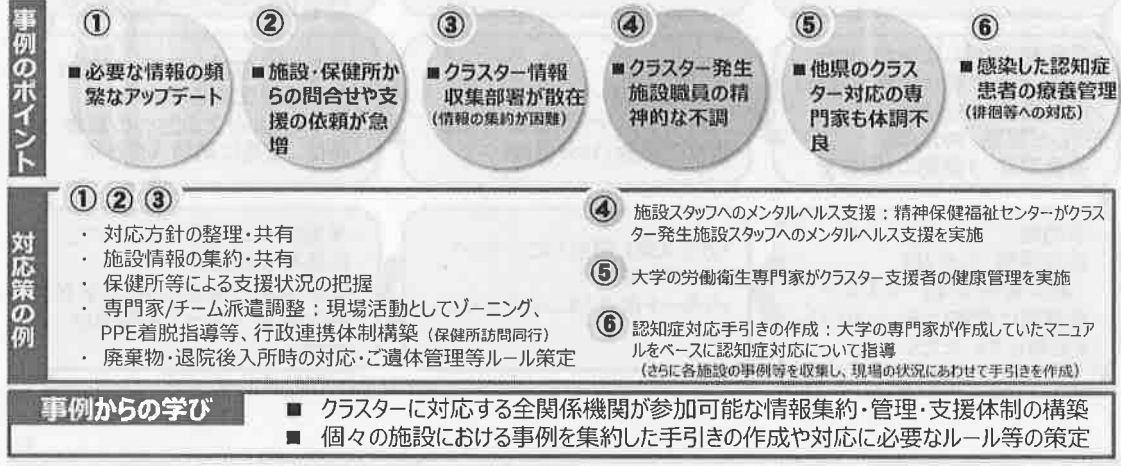 事例のポイント
①
■必要な情報の頻
繁なアップデート
②
■施設・保健所か
らの問合せや支
援の依頼が急
増
③
■クラスター情報
収集部署が散在
(情報の集約が困難)
④
■クラスター発生
施設職員の精
神的な不調
⑤
■他県のクラス
ター対応の専
門家も体調不
良
⑥
■感染した認知症
患者の療養管理
(徘徊等への対応)
対応策の例
① ② ③
・ 対応方針の整理・共有
・ 施設情報の集約・共有
・ 保健所等による支援状況の把握
・ 専門家/チーム派遣調整：現場活動としてゾーニング、
PPE着脱指導等、行政連携体制構築（保健所訪問同行）
・ 廃棄物・退院後入所時の対応・ご遺体管理等ルール策定
④ 施設スタッフへのメンタルヘルス支援：精神保健福祉センターがクラス
ター発生施設スタッフへのメンタルヘルス支援を実施
⑤ 大学の労働衛生専門家がクラスター支援者の健康管理を実施
⑥ 認知症対応手引きの作成：大学の専門家が作成していたマニュア
ルをベースに認知症対応について指導
（さらに各施設の事例等を収集し、現場の状況にあわせて手引きを作成）
事例からの学び
■ クラスターに対応する全関係機関が参加可能な情報集約・管理・支援体制の構築
■ 個々の施設における事例を集約した手引きの作成や対応に必要なルール等の策定